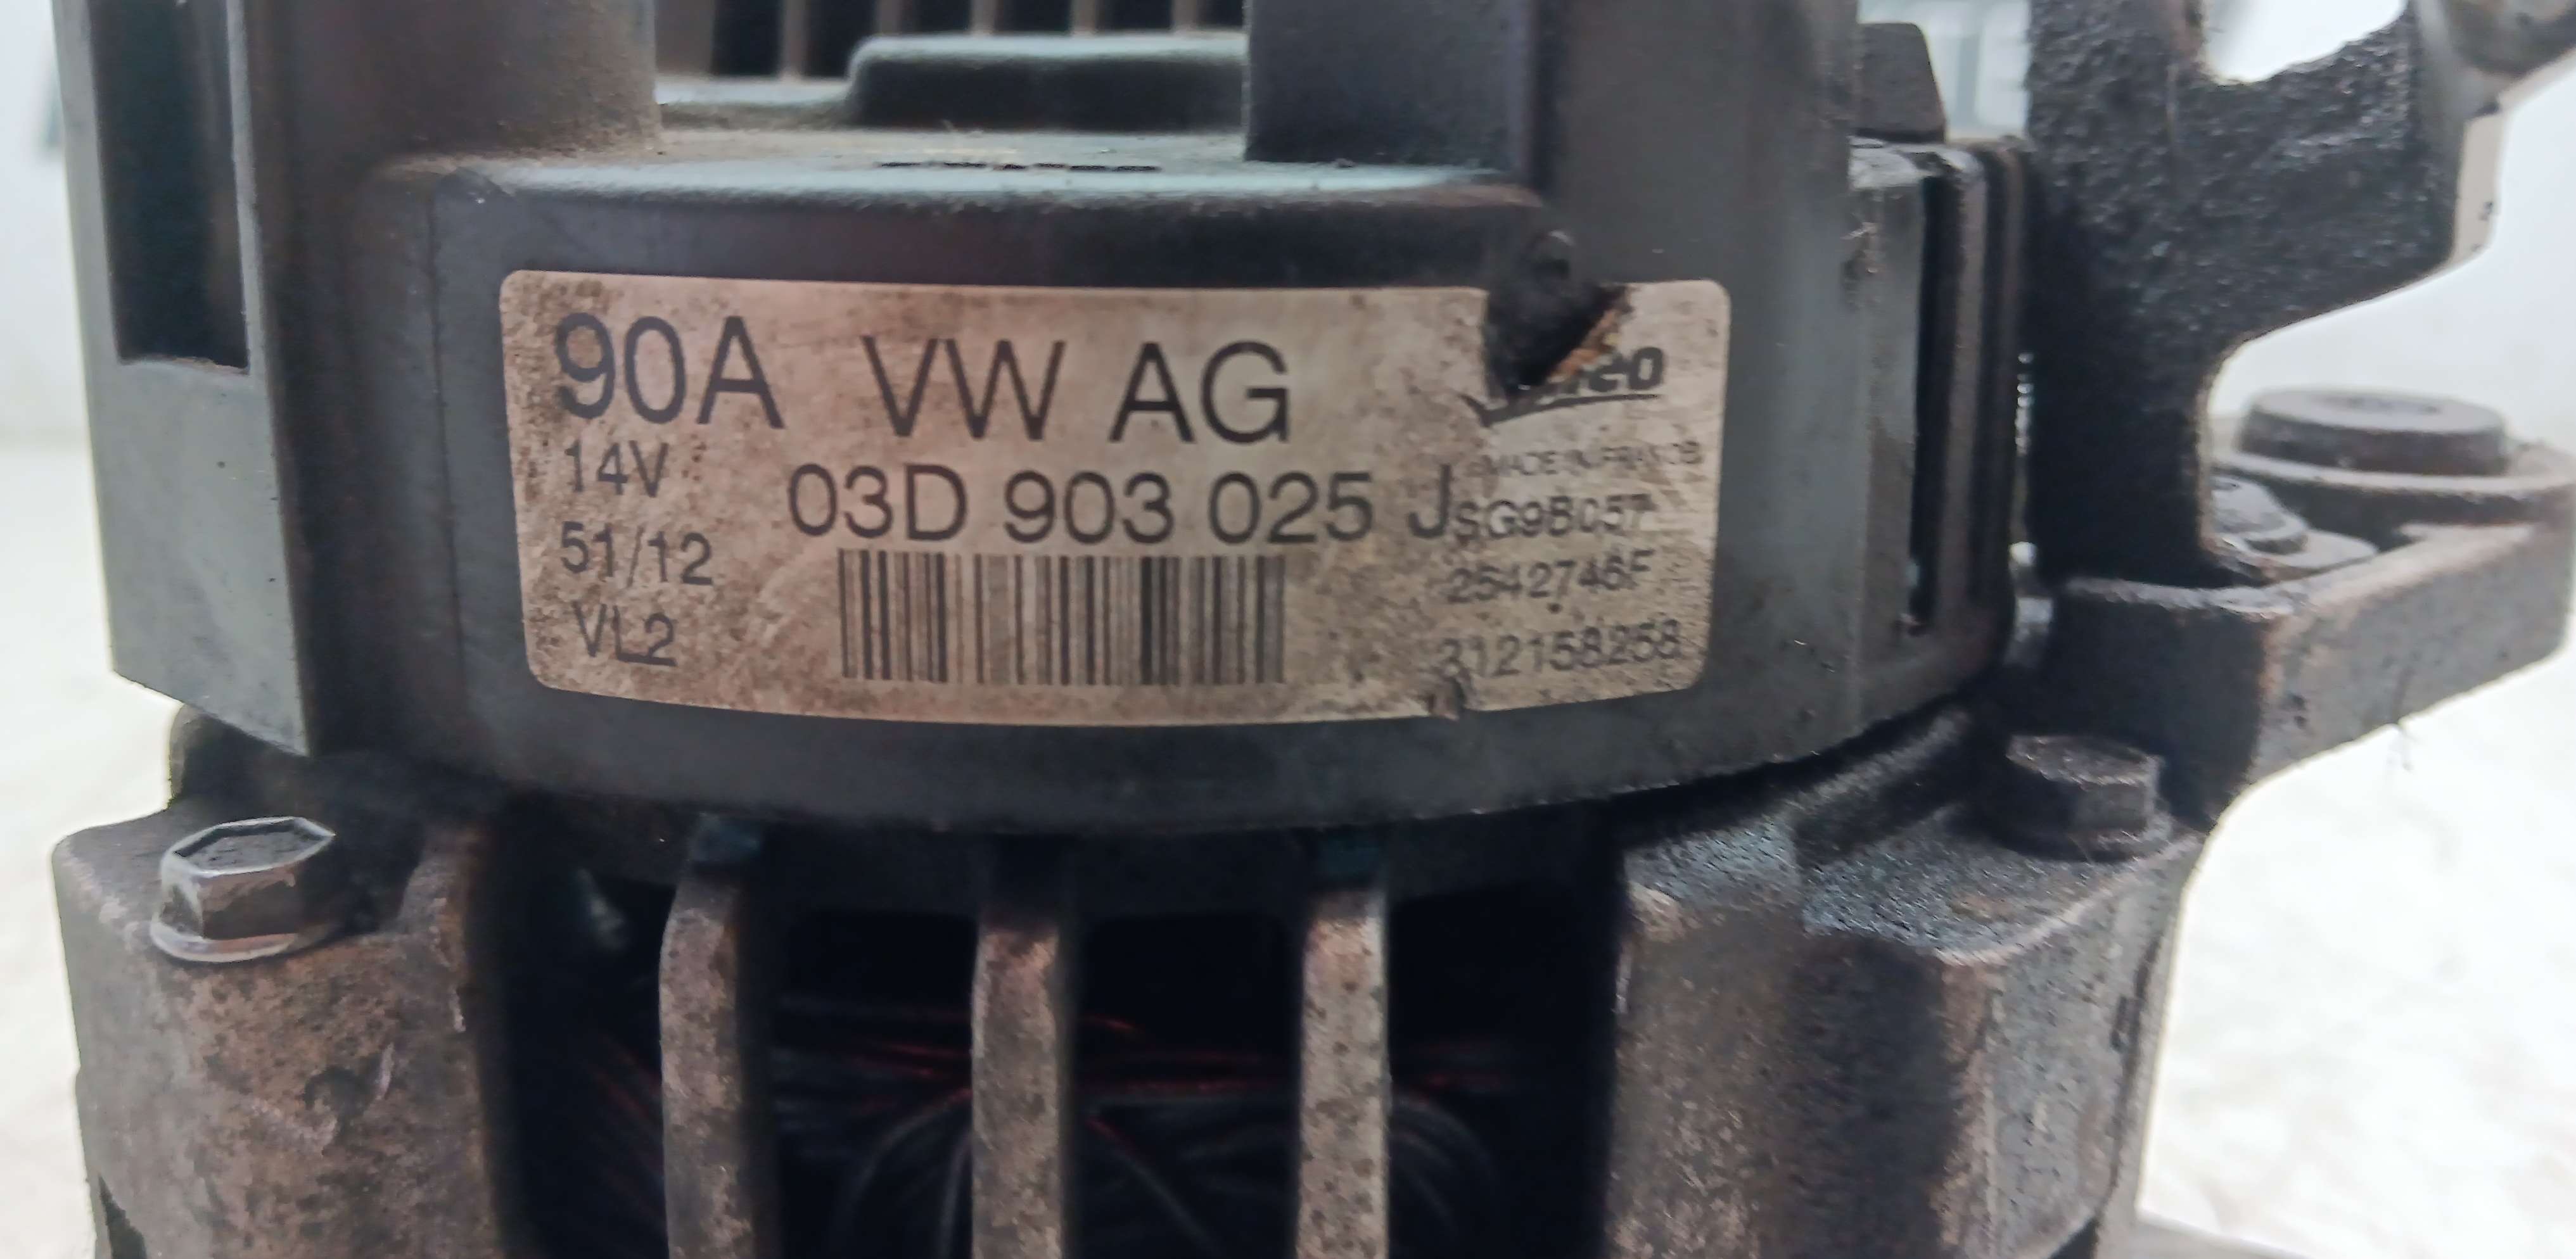 90A VW AG
14V 03D 903 025 J
MADE IN FRANCE
SG9B057
51/12
2542746F
VL2
312158258